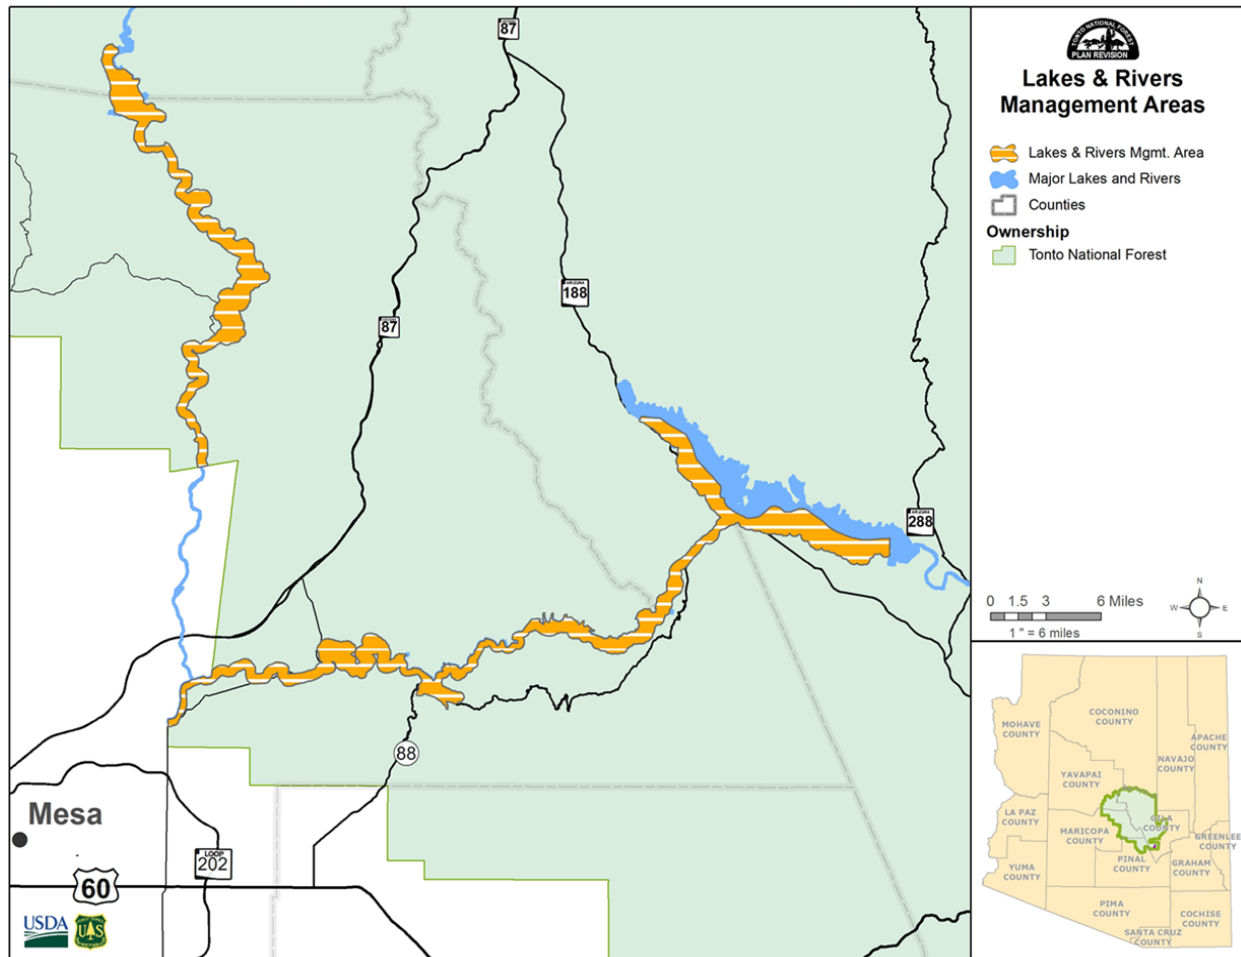 87
TONTO NATIONAL FOREST
PLAN REVISION
Lakes & Rivers
Management Areas
Lakes & Rivers Mgmt. Area
Major Lakes and Rivers
Counties
Ownership
Tonto National Forest
ARIZONA
188
87
ARIZONA
288
0 1.5 3 6 Miles
1 " = 6 miles
N
W E
S
88
Mesa
LOOP
202
60
USDA
U S
COCONINO
COUNTY
MOHAVE
COUNTY
APACHE
COUNTY
NAVAJO
COUNTY
YAVAPAI
COUNTY
LA PAZ
COUNTY
GILA
COUNTY
MARICOPA
COUNTY
GREENLEE
COUNTY
PINAL
COUNTY
GRAHAM
COUNTY
YUMA
COUNTY
PIMA
COUNTY
COCHISE
COUNTY
SANTA CRUZ
COUNTY